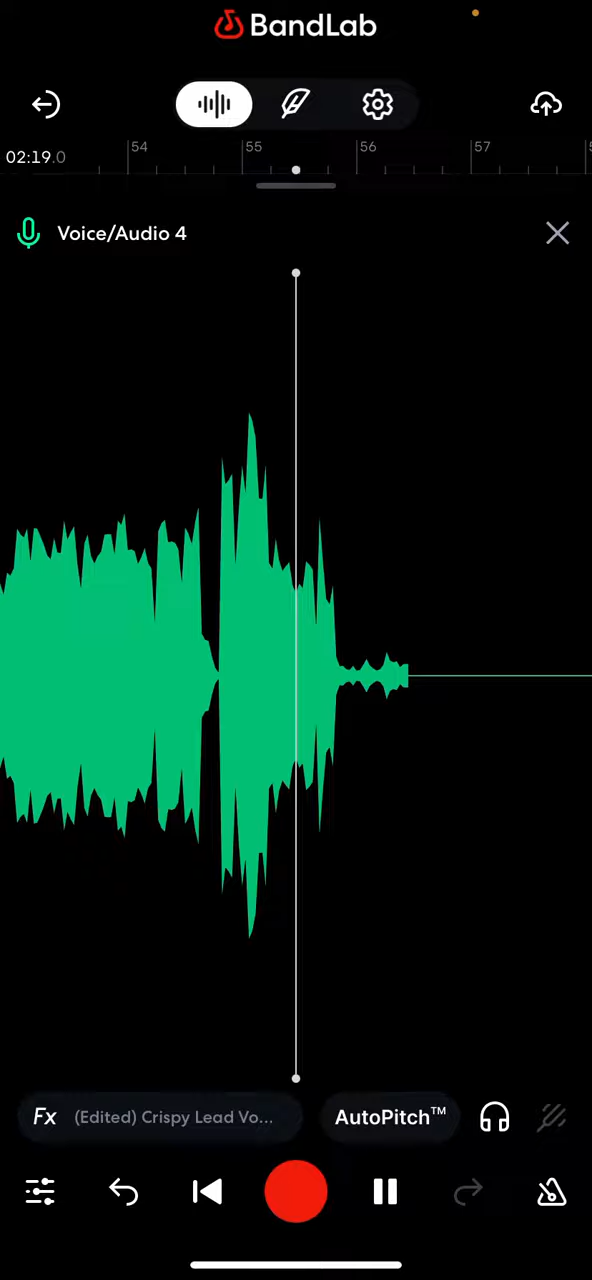 BandLab
54 55 56 57
02:19.0
Voice/Audio 4
Fx (Edited) Crispy Lead Vo... AutoPitch™